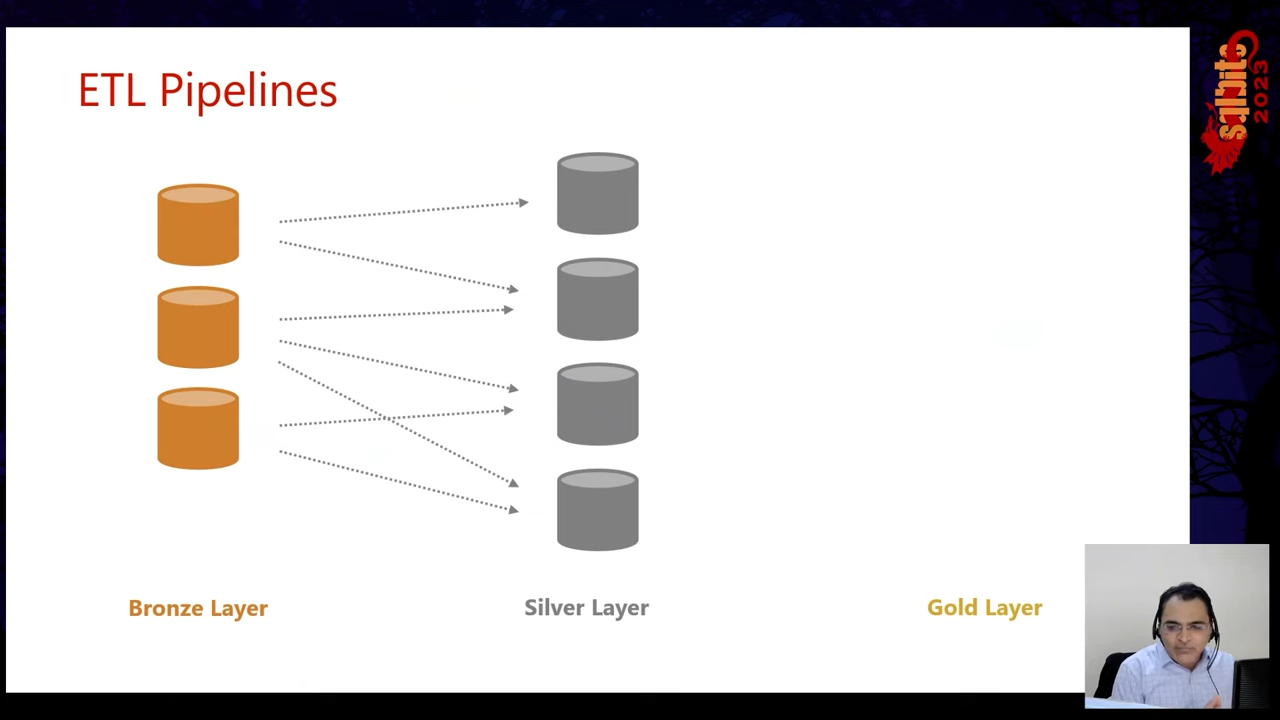 ETL Pipelines
Bronze Layer
Silver Layer
Gold Layer
sqlbits
2023